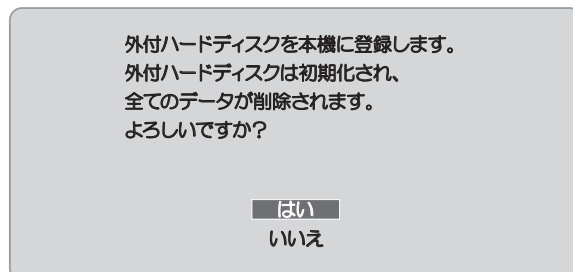 外付ハードディスクを本機に登録します。
外付ハードディスクは初期化され、
全てのデータが削除されます。
よろしいですか?
はい
いいえ